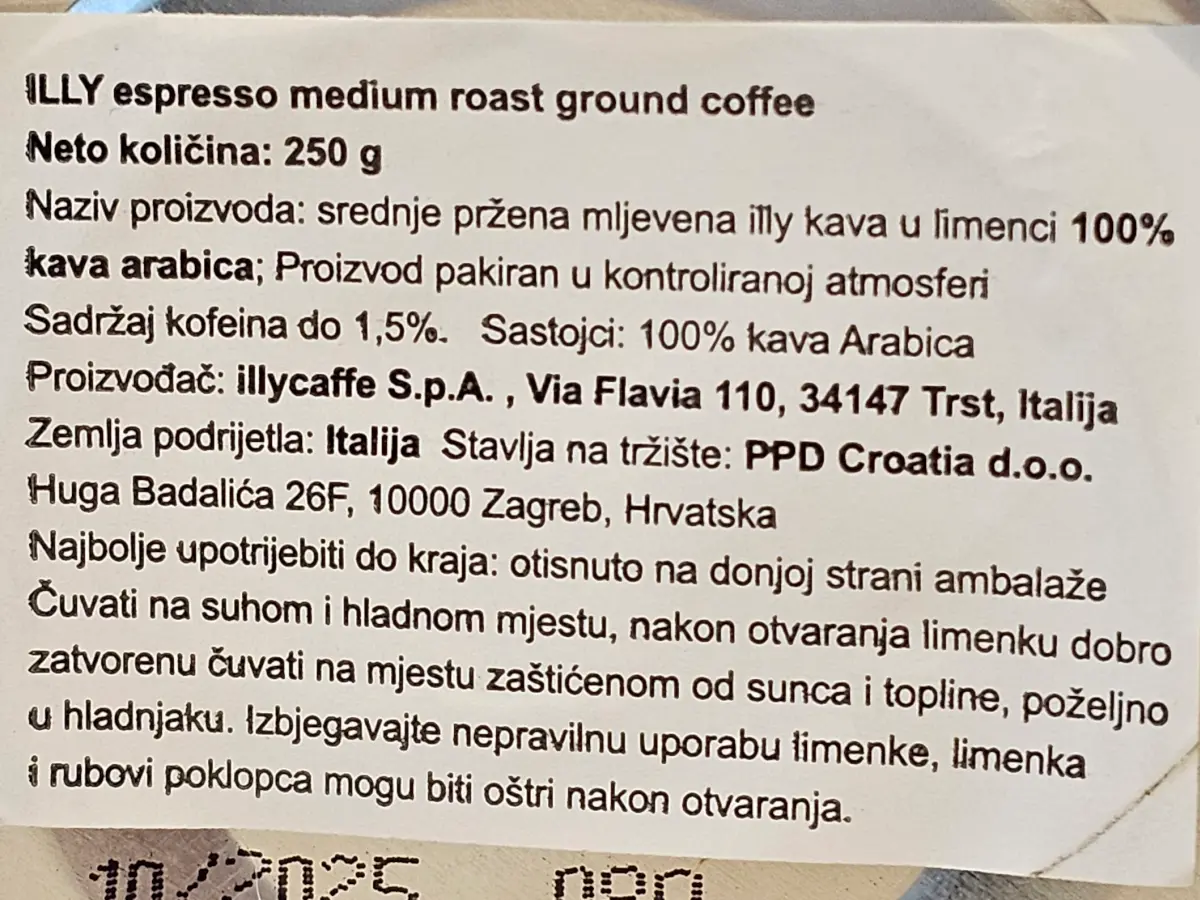 ILLY espresso medium roast ground coffee
Neto količina: 250 g
Naziv proizvoda: srednje pržena mljevena illy kava u limenci 100%
kava arabica; Proizvod pakiran u kontroliranoj atmosferi
Sadržaj kofeina do 1,5%. Sastojci: 100% kava Arabica
Proizvođač: illycaffe S.p.A. , Via Flavia 110, 34147 Trst, Italija
Zemlja podrijetla: Italija Stavlja na tržište: PPD Croatia d.o.o.
Huga Badalića 26F, 10000 Zagreb, Hrvatska
Najbolje upotrijebiti do kraja: otisnuto na donjoj strani ambalaže
Čuvati na suhom i hladnom mjestu, nakon otvaranja limenku dobro
zatvorenu čuvati na mjestu zaštićenom od sunca i topline, poželjno
u hladnjaku. Izbjegavajte nepravilnu uporabu limenke, limenka
i rubovi poklopca mogu biti oštri nakon otvaranja.
10/2025